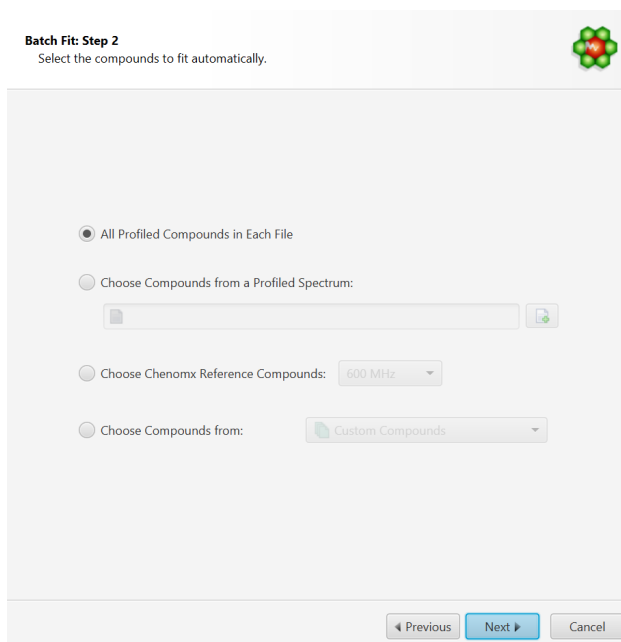 Batch Fit: Step 2
Select the compounds to fit automatically.
All Profiled Compounds in Each File
Choose Compounds from a Profiled Spectrum:
Choose Chenomx Reference Compounds: 600 MHz
Choose Compounds from: Custom Compounds
Previous Next Cancel